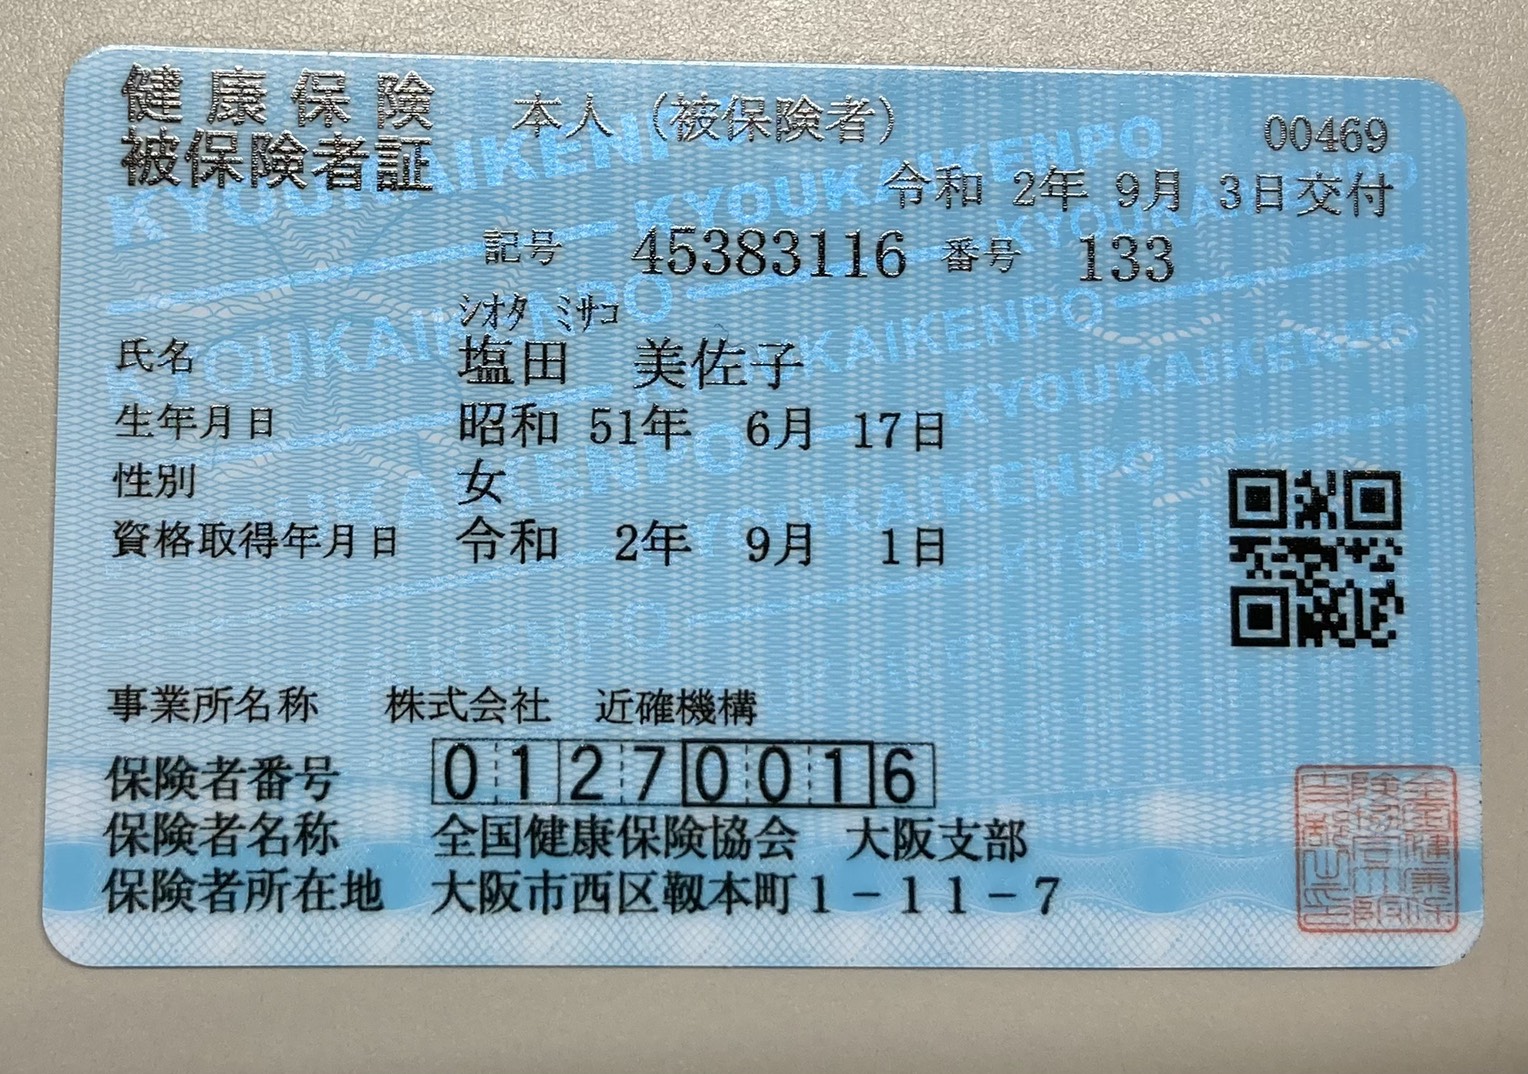 健康保険
被保険者証
本人（被保険者）
00469
令和 2年 9月 3日交付
記号 45383116 番号 133
ｼｵﾀ ﾐｻｺ
氏名 塩田 美佐子
生年月日 昭和 51年 6月 17日
性別 女
資格取得年月日 令和 2年 9月 1日
事業所名称 株式会社 近確機構
保険者番号 01270016
保険者名称 全国健康保険協会 大阪支部
保険者所在地 大阪市西区靱本町1－11－7
KYOUKAIKENPO